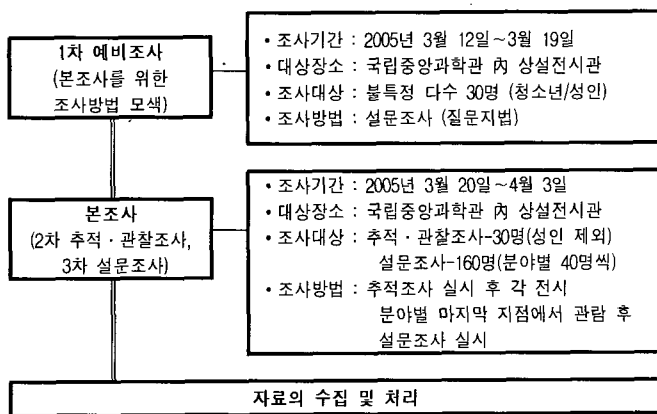 1차 예비조사
(본조사를 위한
조사방법 모색)
• 조사기간 : 2005년 3월 12일~3월 19일
• 대상장소 : 국립중앙과학관 內 상설전시관
• 조사대상 : 불특정 다수 30명 (청소년/성인)
• 조사방법 : 설문조사 (질문지법)
본조사
(2차 추적·관찰조사,
3차 설문조사)
• 조사기간 : 2005년 3월 20일~4월 3일
• 대상장소 : 국립중앙과학관 內 상설전시관
• 조사대상 : 추적·관찰조사-30명(성인 제외)
설문조사-160명(분야별 40명씩)
• 조사방법 : 추적조사 실시 후 각 전시
분야별 마지막 지점에서 관람 후
설문조사 실시
자료의 수집 및 처리